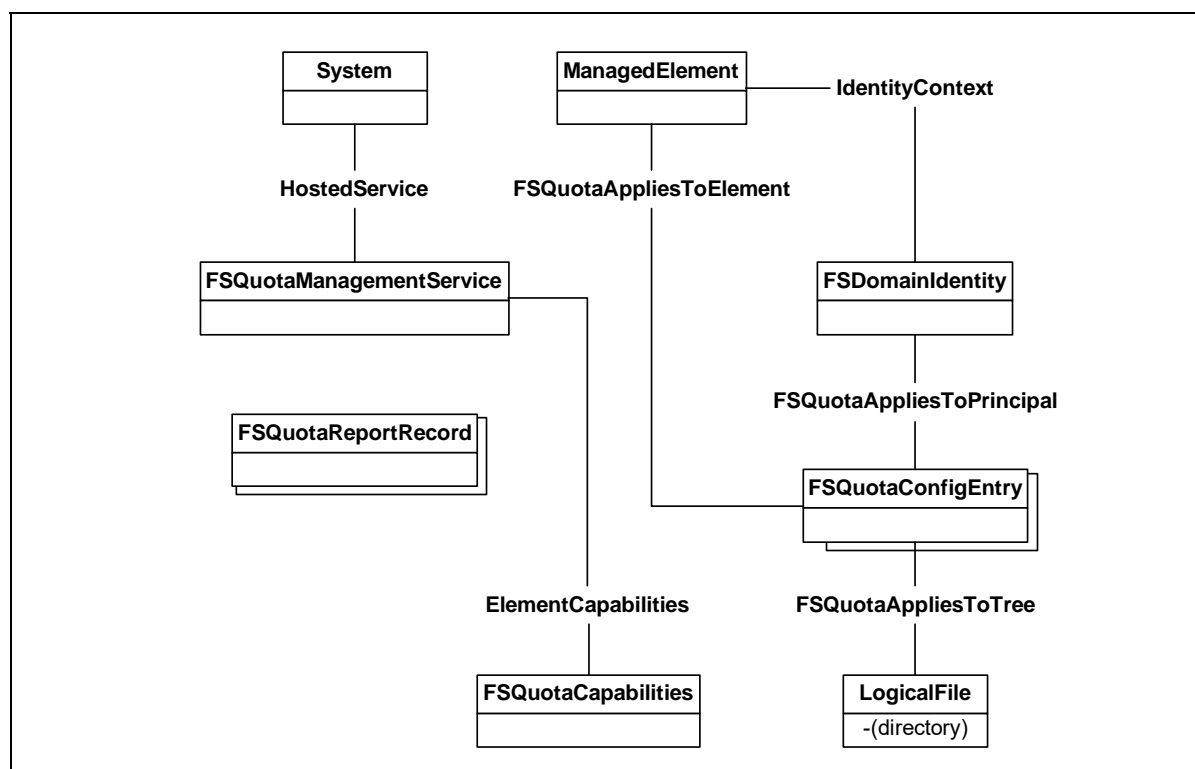 System
ManagedElement
IdentityContext
HostedService
FSQuotaAppliesToElement
FSQuotaManagementService
FSDomainIdentity
FSQuotaAppliesToPrincipal
FSQuotaReportRecord
FSQuotaConfigEntry
ElementCapabilities
FSQuotaAppliesToTree
FSQuotaCapabilities
LogicalFile
-(directory)